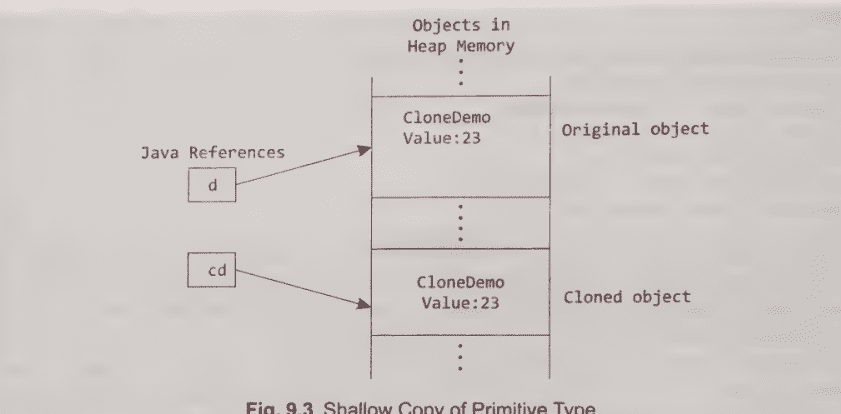 Objects in
Heap Memory
CloneDemo
Value:23
Original object
Java References
d
cd
CloneDemo
Value:23
Cloned object
Fig. 9.3 Shallow Copy of Primitive Type